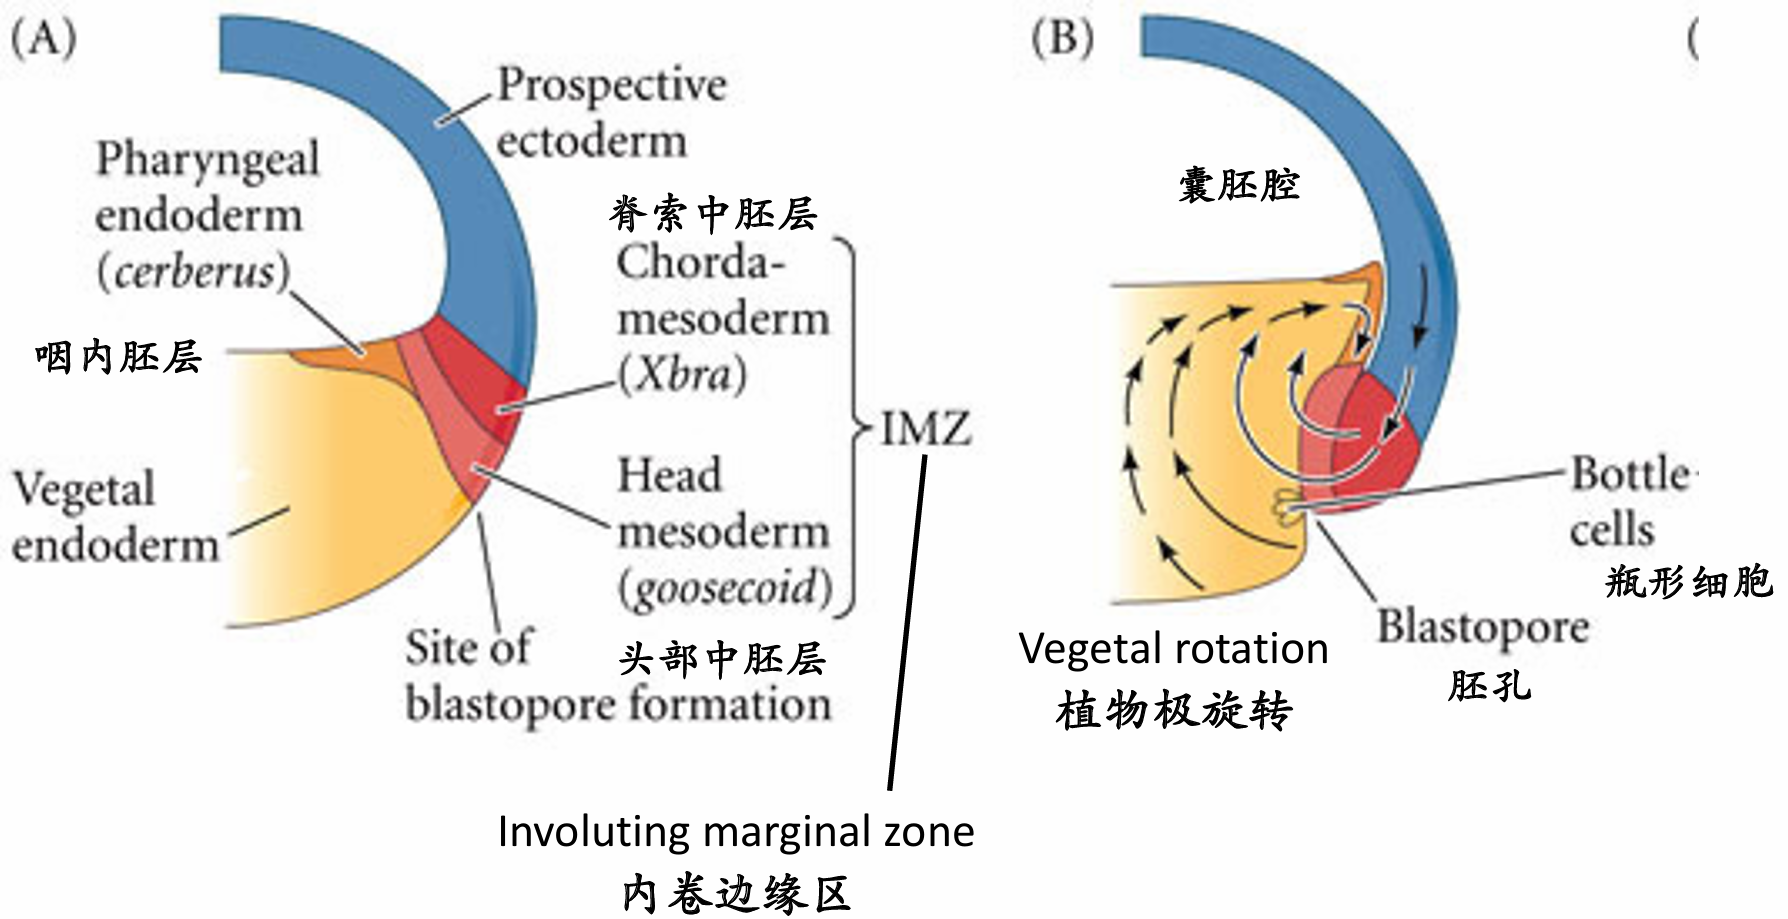 (A)
Prospective
ectoderm
Pharyngeal
endoderm
(cerberus)
咽内胚层
脊索中胚层
Chorda-
mesoderm
(Xbra)
IMZ
Head
mesoderm
(goosecoid)
头部中胚层
Vegetal
endoderm
Site of
blastopore formation
Involuting marginal zone
内卷边缘区
(B)
囊胚腔
Bottle
cells
瓶形细胞
Blastopore
胚孔
Vegetal rotation
植物极旋转
(